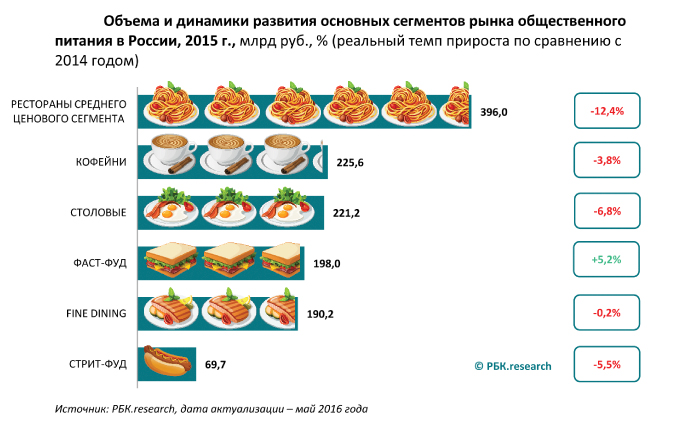 Объема и динамики развития основных сегментов рынка общественного
питания в России, 2015 г., млрд руб., % (реальный темп прироста по сравнению с
2014 годом)
РЕСТОРАНЫ СРЕДНЕГО
ЦЕНОВОГО СЕГМЕНТА
396,0
-12,4%
КОФЕЙНИ
225,6
-3,8%
СТОЛОВЫЕ
221,2
-6,8%
ФАСТ-ФУД
198,0
+5,2%
FINE DINING
190,2
-0,2%
СТРИТ-ФУД
69,7
© РБК.research
-5,5%
Источник: РБК.research, дата актуализации – май 2016 года